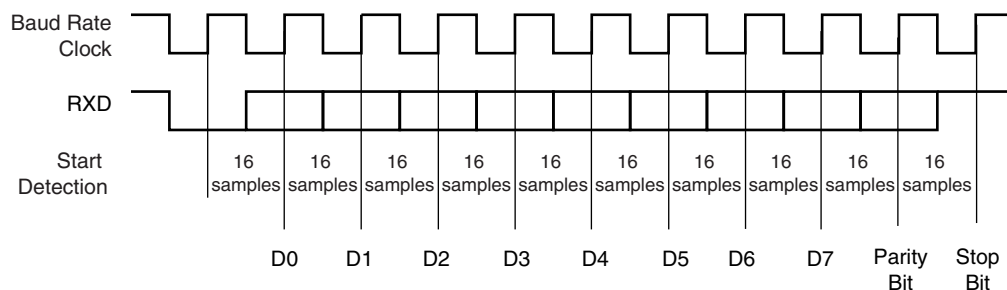 Baud Rate
Clock
RXD
Start
Detection
16 16 16 16 16 16 16 16 16 16
samples samples samples samples samples samples samples samples samples samples
D0 D1 D2 D3 D4 D5 D6 D7 Parity Stop
Bit Bit